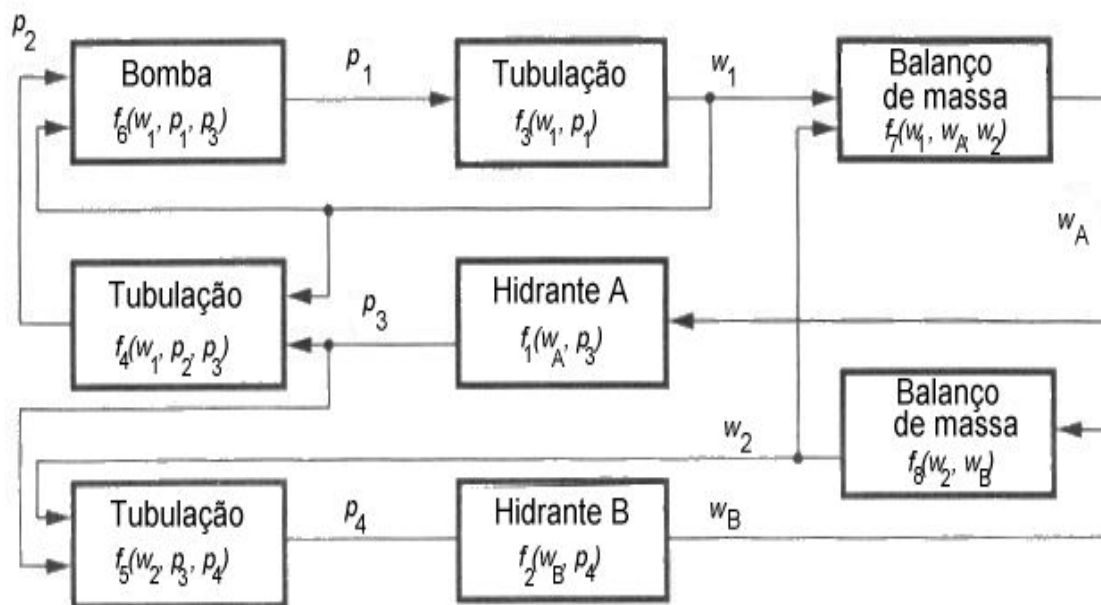 p2
Bomba
f6(w1, p1, p3)
p1
Tubulação
f3(w1, p1)
w1
Balanço
de massa
f7(w1, wA, w2)
wA
Tubulação
f4(w1, p2, p3)
p3
Hidrante A
f1(wA, p3)
Balanço
de massa
f8(w2, wB)
w2
Tubulação
f5(w2, p3, p4)
p4
Hidrante B
f2(wB, p4)
wB